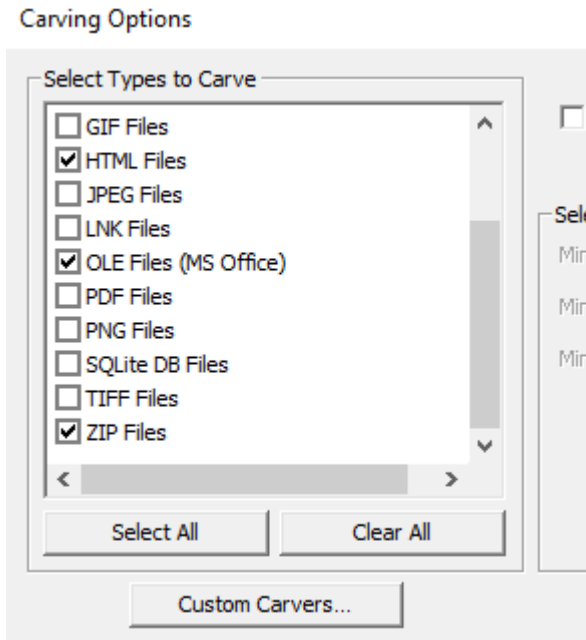 Carving Options
Select Types to Carve
GIF Files
HTML Files
JPEG Files
LNK Files
OLE Files (MS Office)
PDF Files
PNG Files
SQLite DB Files
TIFF Files
ZIP Files
Select All
Clear All
Custom Carvers...